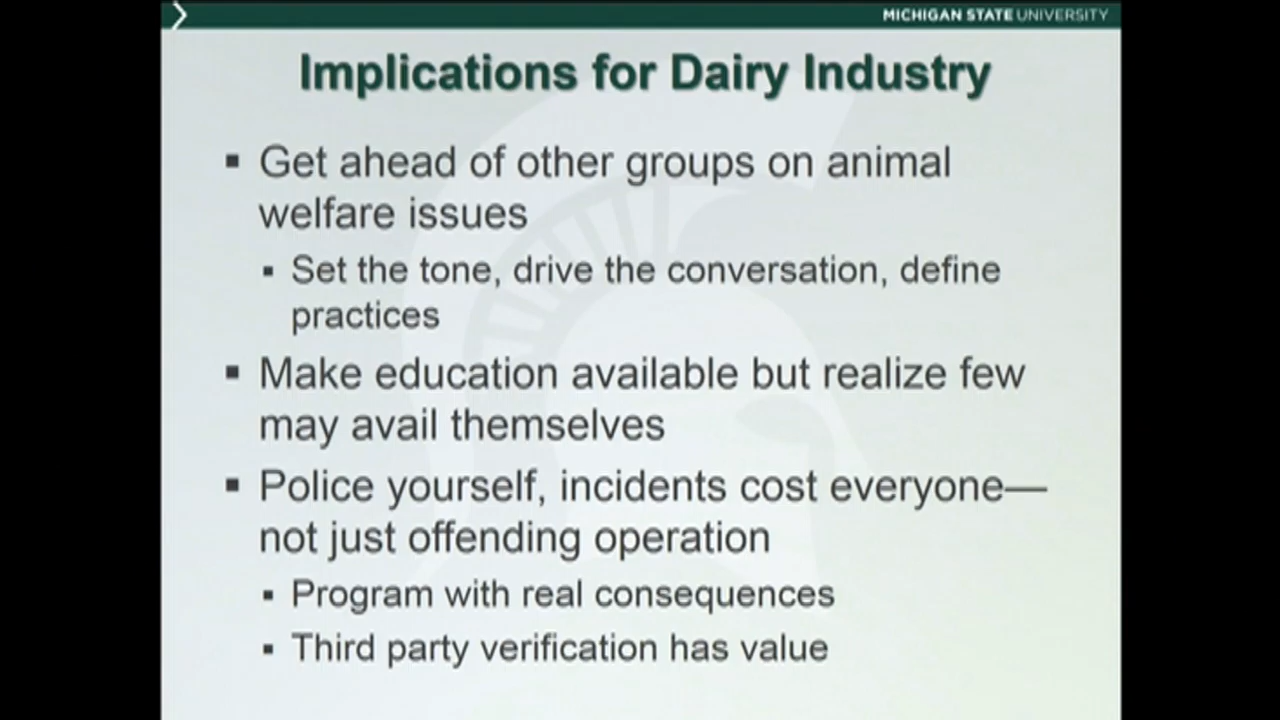 MICHIGAN STATE UNIVERSITY
Implications for Dairy Industry
▪ Get ahead of other groups on animal
welfare issues
▪ Set the tone, drive the conversation, define
practices
▪ Make education available but realize few
may avail themselves
▪ Police yourself, incidents cost everyone—
not just offending operation
▪ Program with real consequences
▪ Third party verification has value